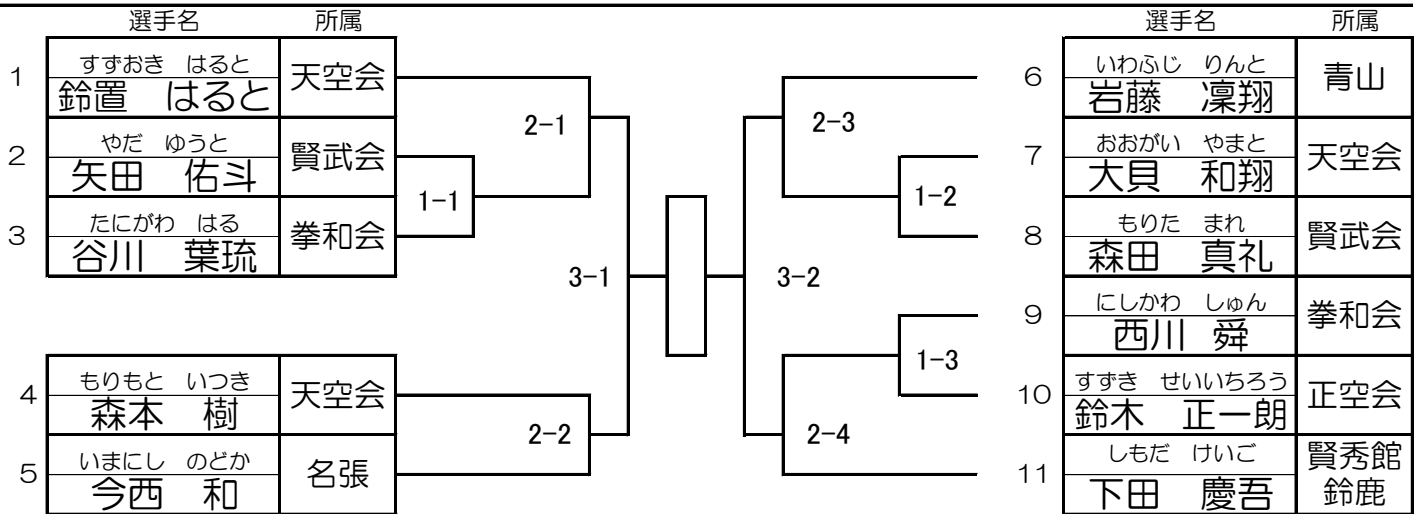 選手名 所属
1 すずおき はると
鈴置 はると 天空会
2 やだ ゆうと
矢田 佑斗 賢武会
3 たにがわ はる
谷川 葉琉 拳和会
4 もりもと いつき
森本 樹 天空会
5 いまにし のどか
今西 和 名張
2-1
1-1
3-1
2-2
2-3
1-2
3-2
1-3
2-4
選手名 所属
6 いわふじ りんと
岩藤 凜翔 青山
7 おおがい やまと
大貝 和翔 天空会
8 もりた まれ
森田 真礼 賢武会
9 にしかわ しゅん
西川 舜 拳和会
10 すずき せいいちろう
鈴木 正一朗 正空会
11 しもだ けいご
下田 慶吾 賢秀館
鈴鹿